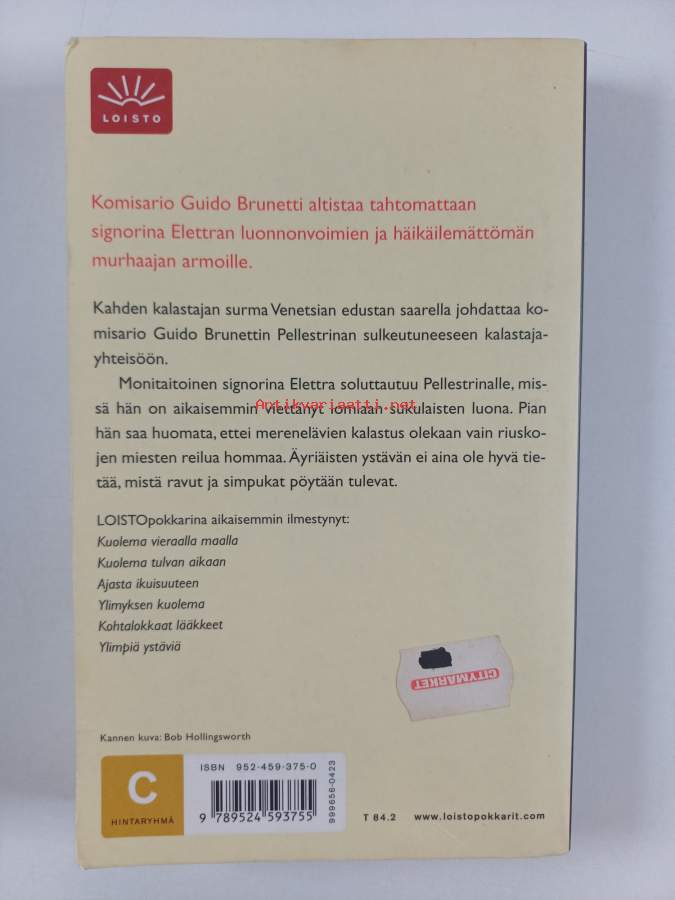 LOISTO
Komisario Guido Brunetti altistaa tahtomattaan
signorina Elettran luonnonvoimien ja häikäilemättömän
murhaajan armoille.
Kahden kalastajan surma Venetsian edustan saarella johdattaa ko-
misario Guido Brunettin Pellestrinan sulkeutuneeseen kalastaja-
yhteisöön.
Monitaitoinen signorina Elettra soluttautuu Pellestrinalle, mis-
sä hän on aikaisemmin viettänyt lomiaan sukulaisten luona. Pian
Antikvariaatti.net
hän saa huomata, ettei merenelävien kalastus olekaan vain riusko-
jen miesten reilua hommaa. Äyriäisten ystävän ei aina ole hyvä tie-
tää, mistä ravut ja simpukat pöytään tulevat.
LOISTOpokkarina aikaisemmin ilmestynyt:
Kuolema vieraalla maalla
Kuolema tulvan aikaan
Ajasta ikuisuuteen
Ylimyksen kuolema
Kohtalokkaat lääkkeet
Ylimpiä ystäviä
CITYMARKET
Kannen kuva: Bob Hollingsworth
C
HINTARYHMÄ
ISBN 952-459-375-0
9 789524 593755
999656-0423
T 84.2 www.loistopokkarit.com